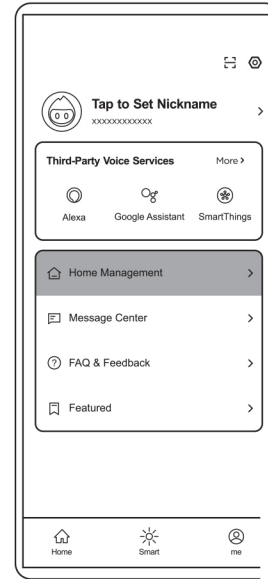 Tap to Set Nickname
xxxxxxxxxxxx
Third-Party Voice Services More
Alexa Google Assistant SmartThings
Home Management
Message Center
FAQ & Feedback
Featured
Home Smart me